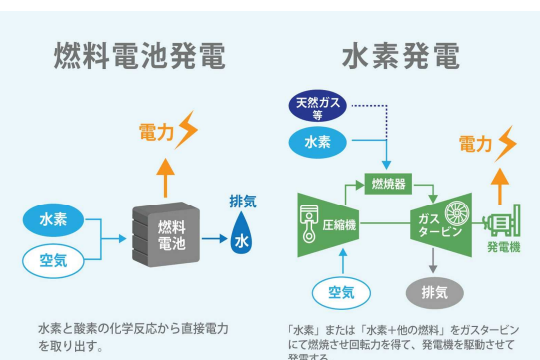 燃料電池発電
水素発電
電力
水素
空気
燃料
電池
排気
水
水素と酸素の化学反応から直接電力
を取り出す。
天然ガス
等
水素
燃焼器
圧縮機
ガス
タービン
電力
発電機
空気
排気
「水素」または「水素+他の燃料」をガスタービン
にて燃焼させ回転力を得て、発電機を駆動させて
発電する